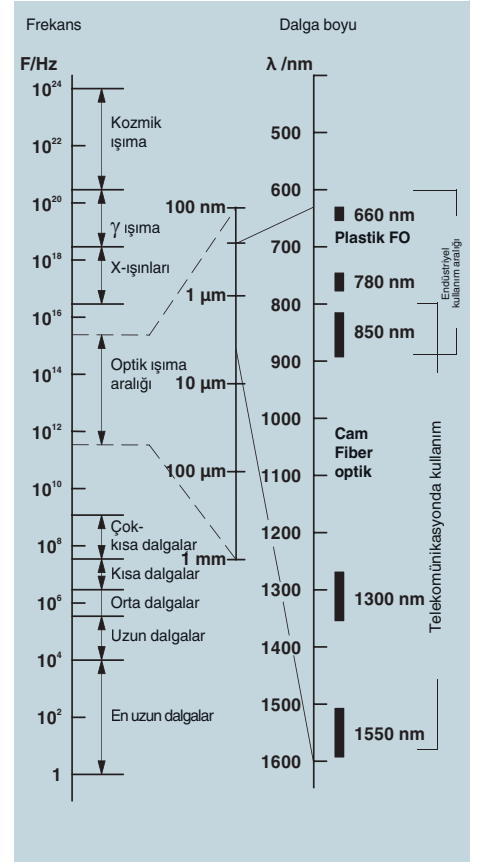 Frekans
Dalga boyu
F/Hz
λ /nm
10²⁴
10²²
10²⁰
10¹⁸
10¹⁶
10¹⁴
10¹²
10¹⁰
10⁸
10⁶
10⁴
10²
1
Kozmik
ışıma
γ ışıma
X-ışınları
Optik ışıma
aralığı
Çok-
kısa dalgalar
Kısa dalgalar
Orta dalgalar
Uzun dalgalar
En uzun dalgalar
100 nm
1 µm
10 µm
100 µm
1 mm
500
600
700
800
900
1000
1100
1200
1300
1400
1500
1600
660 nm
Plastik FO
780 nm
850 nm
Cam
Fiber
optik
1300 nm
1550 nm
Endüstriyel
kullanım aralığı
Telekomünikasyonda kullanım